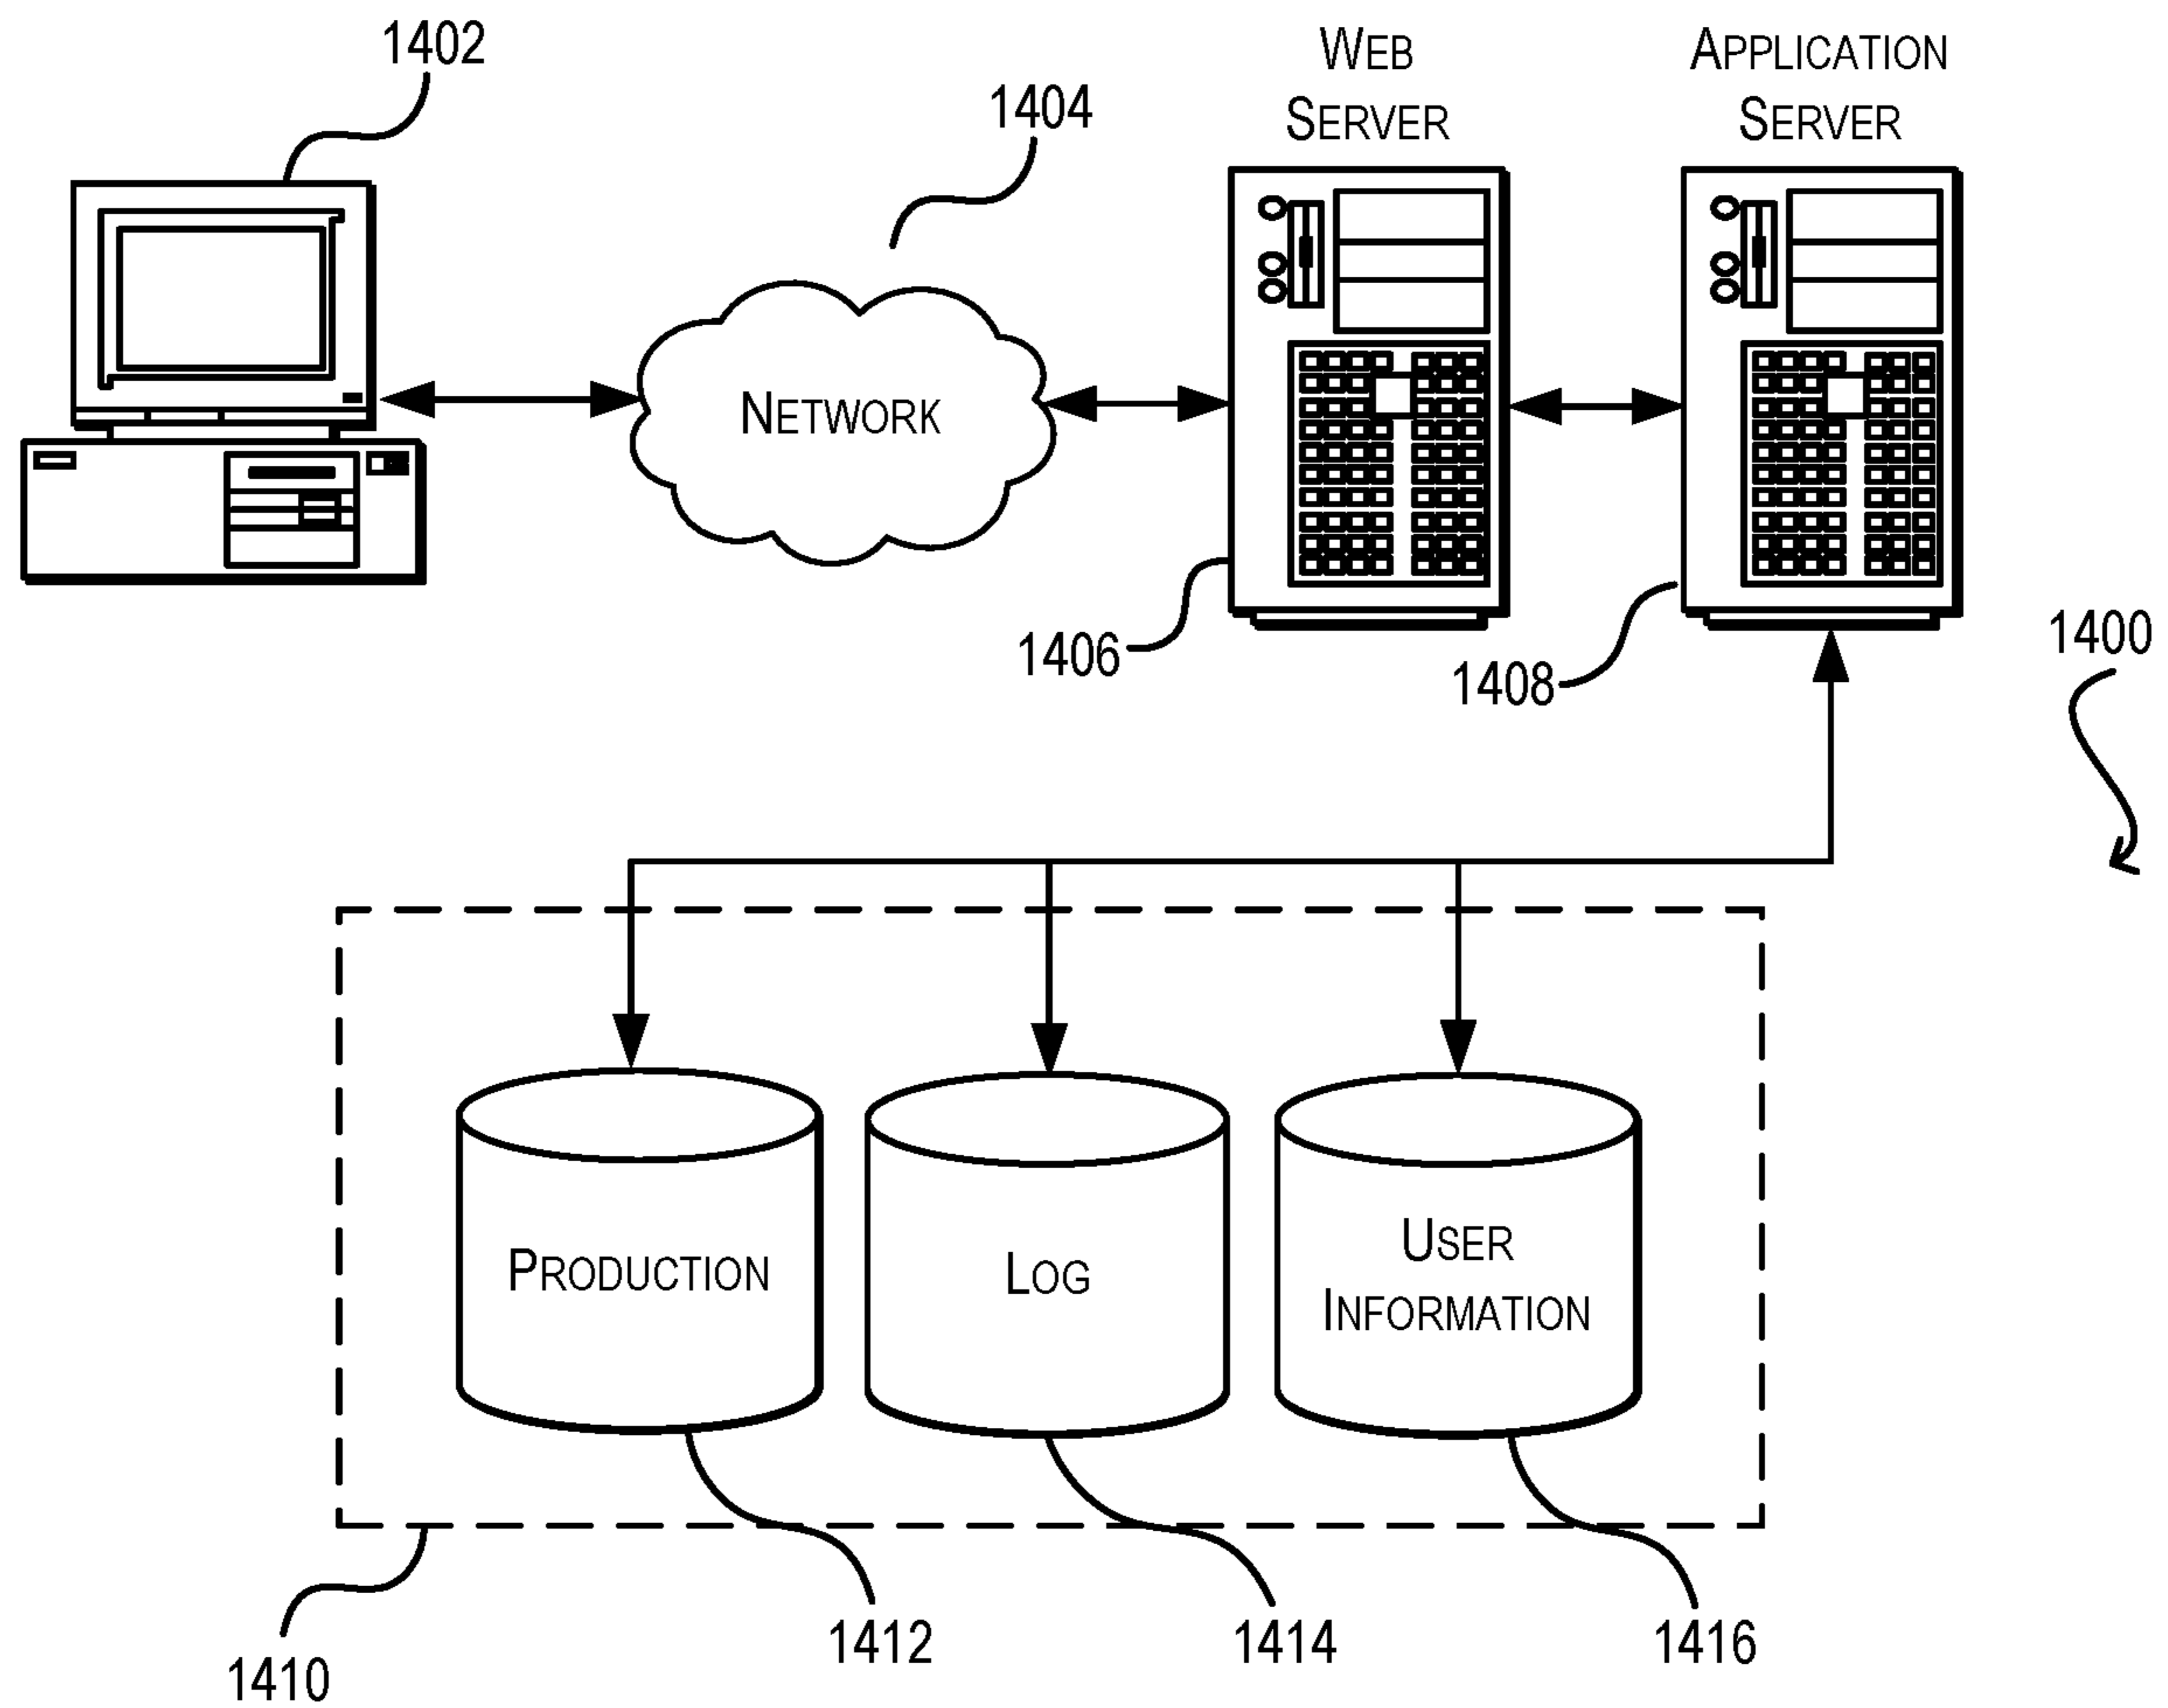 1402
1404
WEB
SERVER
APPLICATION
SERVER
NETWORK
1406
1408
1400
PRODUCTION
LOG
USER
INFORMATION
1410
1412
1414
1416